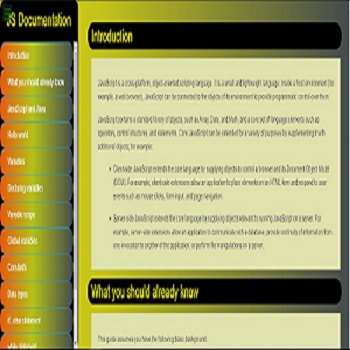 JS Documentation
Introduction
What you should already know
JavaScript and Java
Hello world
Variables
Declaring variables
Variable scope
Global variables
Constants
Data types
if...else statement
while statement
Introduction
JavaScript is a cross-platform, object-oriented scripting language. It is a small and lightweight language. Inside a host environment (for
example, a web browser), JavaScript can be connected to the objects of its environment to provide programmatic control over them.
JavaScript contains a standard library of objects, such as Array, Date, and Math, and a core set of language elements such as
operators, control structures, and statements. Core JavaScript can be extended for a variety of purposes by supplementing it with
additional objects; for example:
Client-side JavaScript extends the core language by supplying objects to control a browser and its Document Object Model
(DOM). For example, client-side extensions allow an application to place elements on an HTML form and respond to user
events such as mouse clicks, form input, and page navigation.
Server-side JavaScript extends the core language by supplying objects relevant to running JavaScript on a server. For
example, server-side extensions allow an application to communicate with a database, provide continuity of information from
one invocation to another of the application, or perform file manipulations on a server.
What you should already know
This guide assumes you have the following basic background: